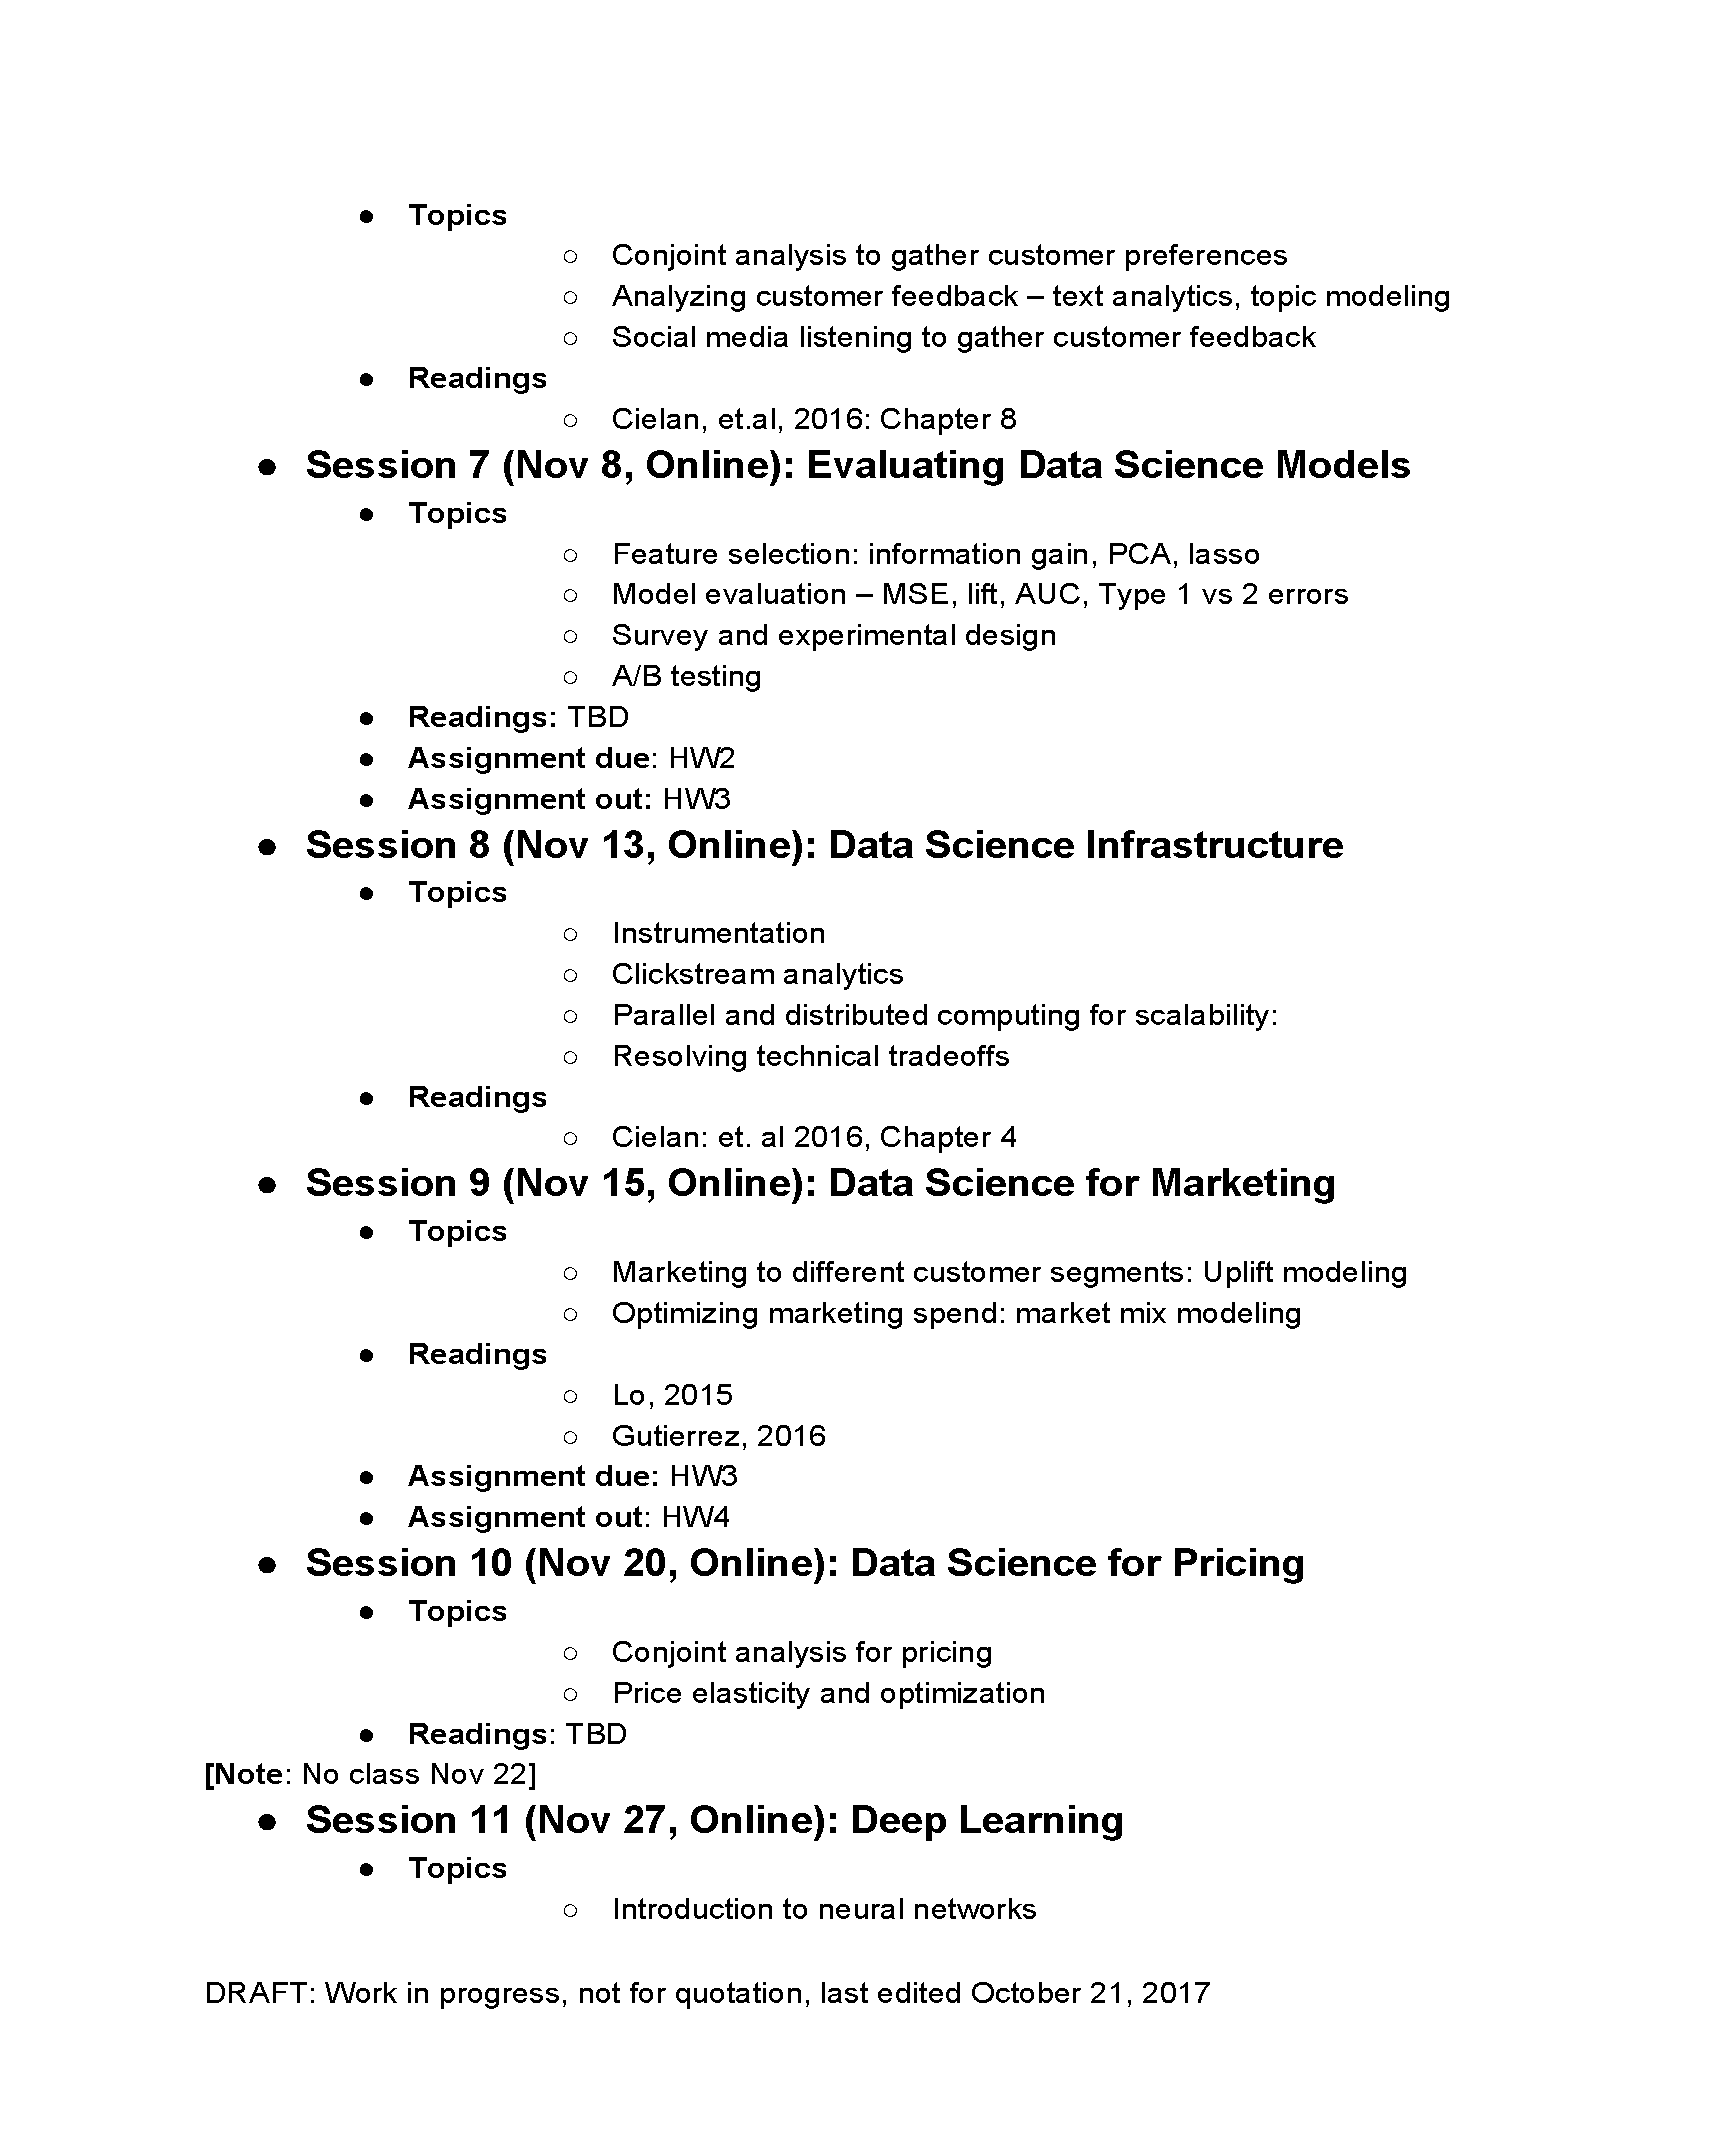 ● Topics
○ Conjoint analysis to gather customer preferences
○ Analyzing customer feedback – text analytics, topic modeling
○ Social media listening to gather customer feedback
● Readings
○ Cielan, et.al, 2016: Chapter 8
● Session 7 (Nov 8, Online): Evaluating Data Science Models
● Topics
○ Feature selection: information gain, PCA, lasso
○ Model evaluation – MSE, lift, AUC, Type 1 vs 2 errors
○ Survey and experimental design
○ A/B testing
● Readings: TBD
● Assignment due: HW2
● Assignment out: HW3
● Session 8 (Nov 13, Online): Data Science Infrastructure
● Topics
○ Instrumentation
○ Clickstream analytics
○ Parallel and distributed computing for scalability:
○ Resolving technical tradeoffs
● Readings
○ Cielan: et. al 2016, Chapter 4
● Session 9 (Nov 15, Online): Data Science for Marketing
● Topics
○ Marketing to different customer segments: Uplift modeling
○ Optimizing marketing spend: market mix modeling
● Readings
○ Lo, 2015
○ Gutierrez, 2016
● Assignment due: HW3
● Assignment out: HW4
● Session 10 (Nov 20, Online): Data Science for Pricing
● Topics
○ Conjoint analysis for pricing
○ Price elasticity and optimization
● Readings: TBD
[Note: No class Nov 22]
● Session 11 (Nov 27, Online): Deep Learning
● Topics
○ Introduction to neural networks
DRAFT: Work in progress, not for quotation, last edited October 21, 2017